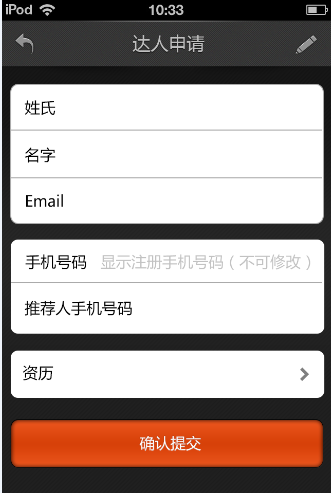 iPod 10:33
达人申请
姓氏
名字
Email
手机号码 显示注册手机号码（不可修改）
推荐人手机号码
资历
确认提交